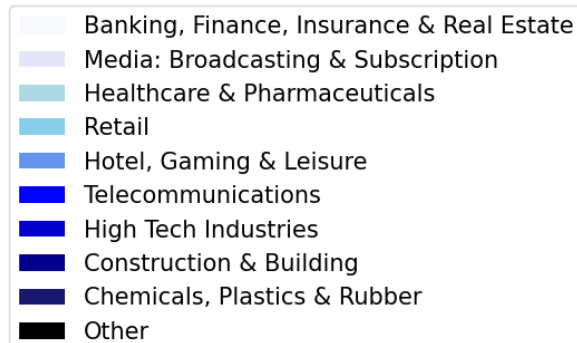 Banking, Finance, Insurance & Real Estate
Media: Broadcasting & Subscription
Healthcare & Pharmaceuticals
Retail
Hotel, Gaming & Leisure
Telecommunications
High Tech Industries
Construction & Building
Chemicals, Plastics & Rubber
Other